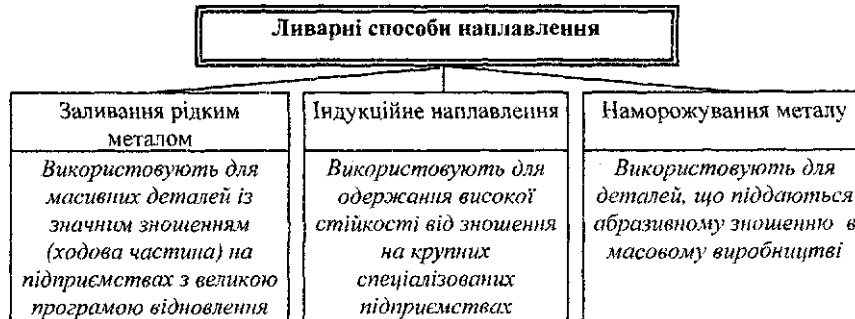 Ливарні способи наплавлення
Заливання рідким
металом
Використовують для
масивних деталей із
значним зношенням
(ходова частина) на
підприємствах з великою
програмою відновлення
Індукційне наплавлення
Використовують для
одержання високої
стійкості від зношення
на крупних
спеціалізованих
підприємствах
Наморожування металу
Використовують для
деталей, що піддаються
абразивному зношенню в
масовому виробництві